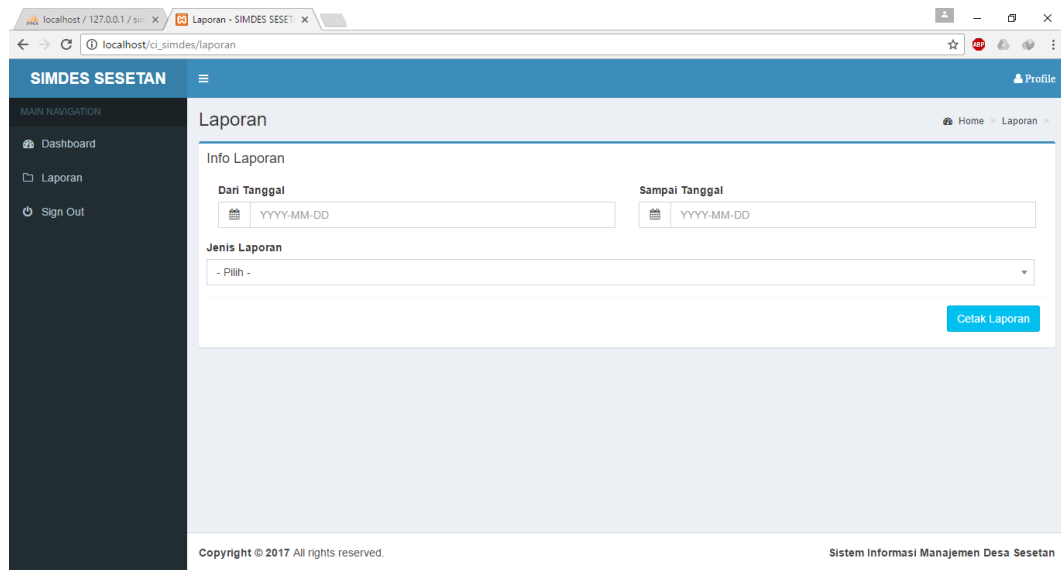 localhost / 127.0.0.1 / sim
Laporan - SIMDES SESET
localhost/ci_simdes/laporan
ABP
SIMDES SESETAN
Profile
MAIN NAVIGATION
Dashboard
Laporan
Sign Out
Laporan
Home > Laporan >
Info Laporan
Dari Tanggal
Sampai Tanggal
YYYY-MM-DD
YYYY-MM-DD
Jenis Laporan
- Pilih -
Cetak Laporan
Copyright © 2017 All rights reserved.
Sistem Informasi Manajemen Desa Sesetan